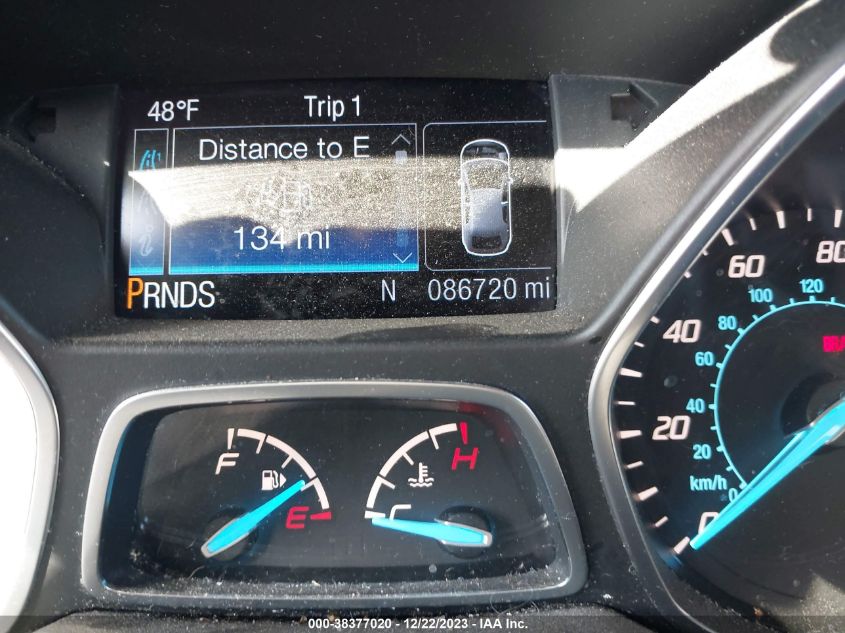 48°F Trip 1
Distance to E
134 mi
PRNDS N 086720 mi
F E
C H
0 20 40 60 80
km/h 0 20 40 60 80 100 120
000-38377020 - 12/22/2023 - IAA Inc.